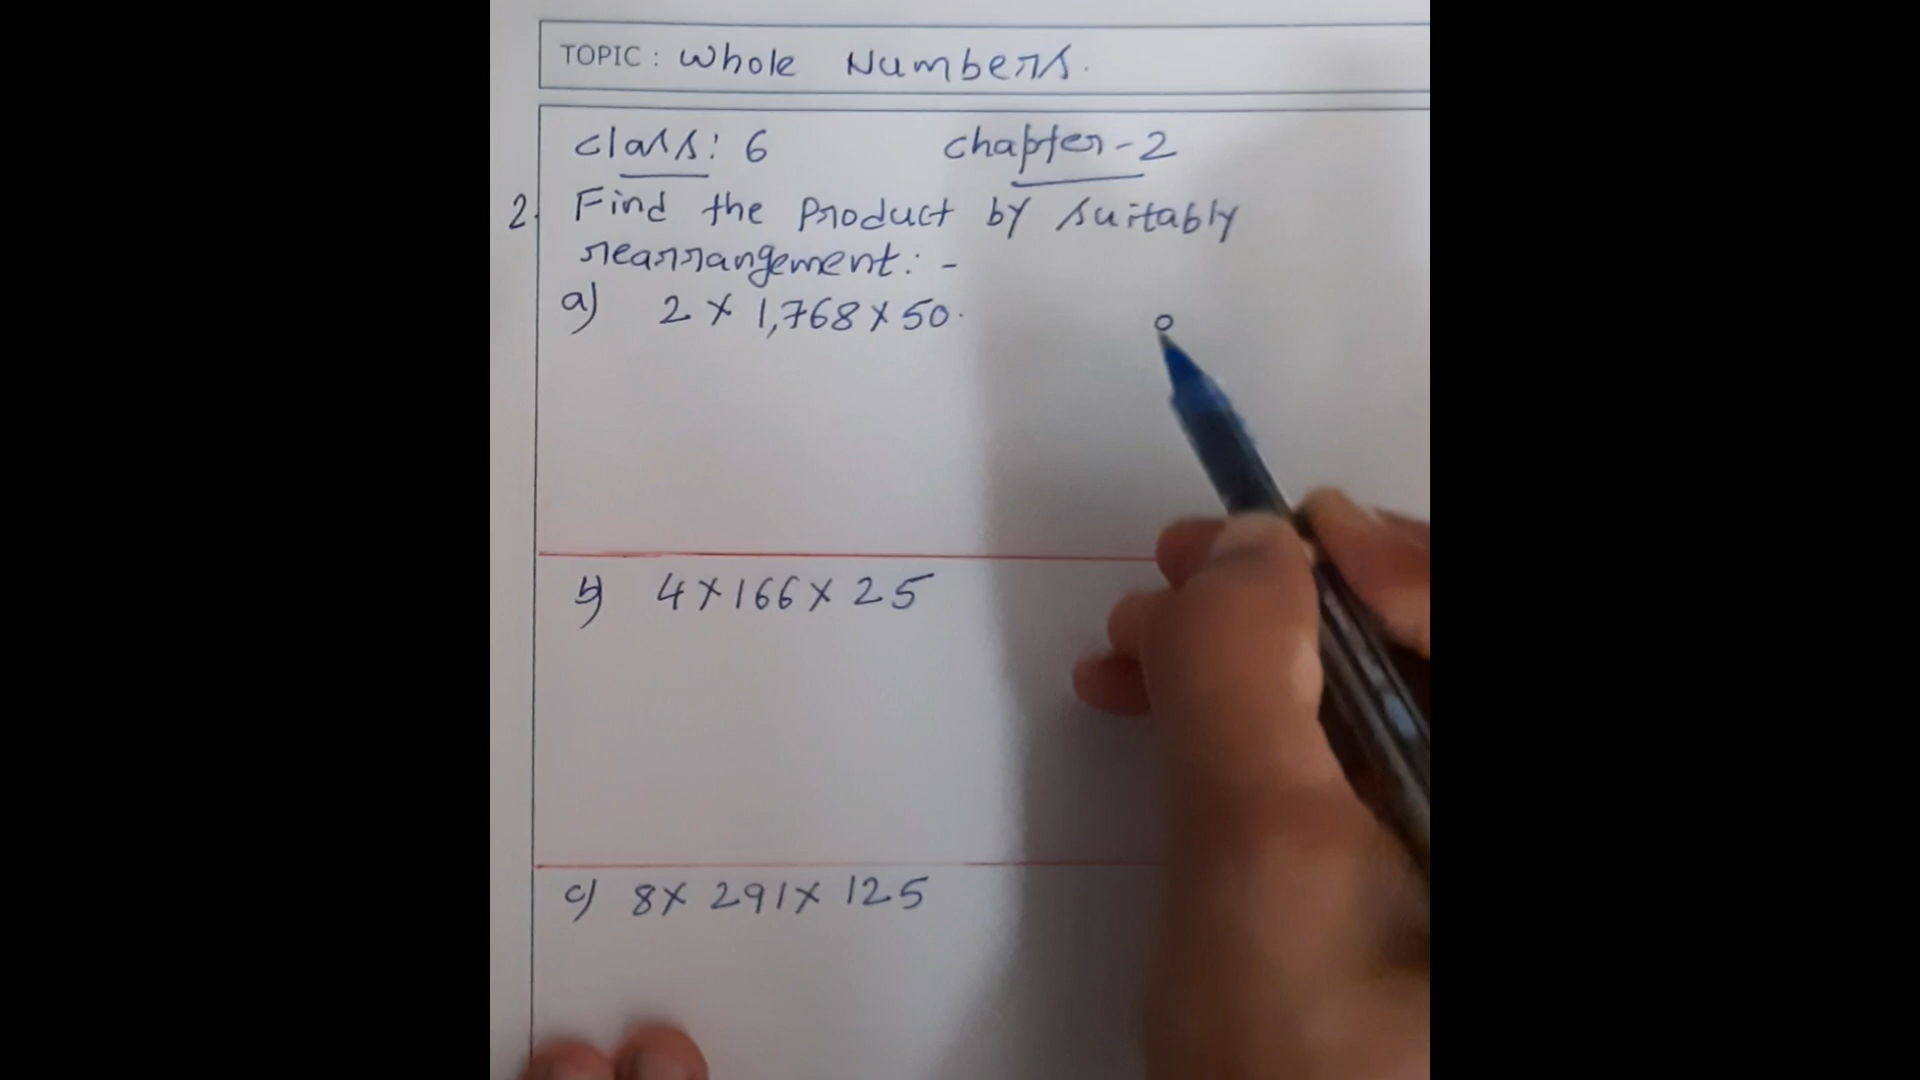 TOPIC : Whole Numbers.
Class: 6 Chapter-2
2. Find the Product by suitably
rearrangement: -
a) 2 × 1,768 × 50.
b) 4 × 166 × 25
c) 8 × 291 × 125